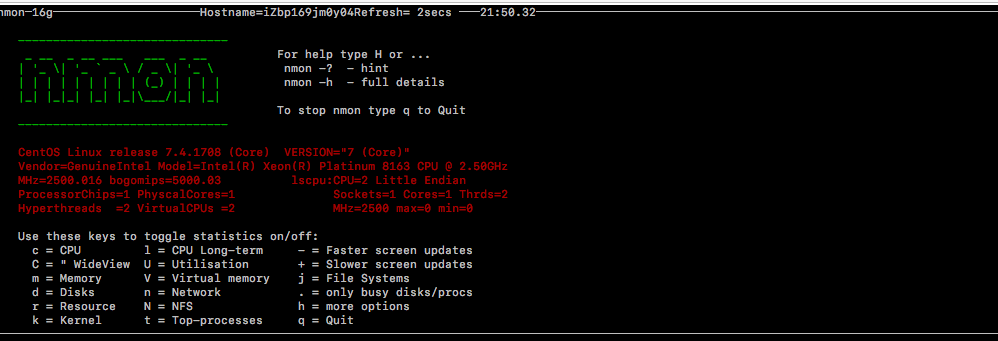 nmon-16g Hostname=iZbp169jm0y04Refresh= 2secs 21:50.32
nmon
For help type H or ...
nmon -? - hint
nmon -h - full details
To stop nmon type q to Quit
CentOS Linux release 7.4.1708 (Core) VERSION="7 (Core)"
Vendor=GenuineIntel Model=Intel(R) Xeon(R) Platinum 8163 CPU @ 2.50GHz
MHz=2500.016 bogomips=5000.03 lscpu:CPU=2 Little Endian
ProcessorChips=1 PhyscalCores=1 Sockets=1 Cores=1 Thrds=2
Hyperthreads =2 VirtualCPUs =2 MHz=2500 max=0 min=0
Use these keys to toggle statistics on/off:
c = CPU l = CPU Long-term - = Faster screen updates
C = " WideView U = Utilisation + = Slower screen updates
m = Memory V = Virtual memory j = File Systems
d = Disks n = Network . = only busy disks/procs
r = Resource N = NFS h = more options
k = Kernel t = Top-processes q = Quit